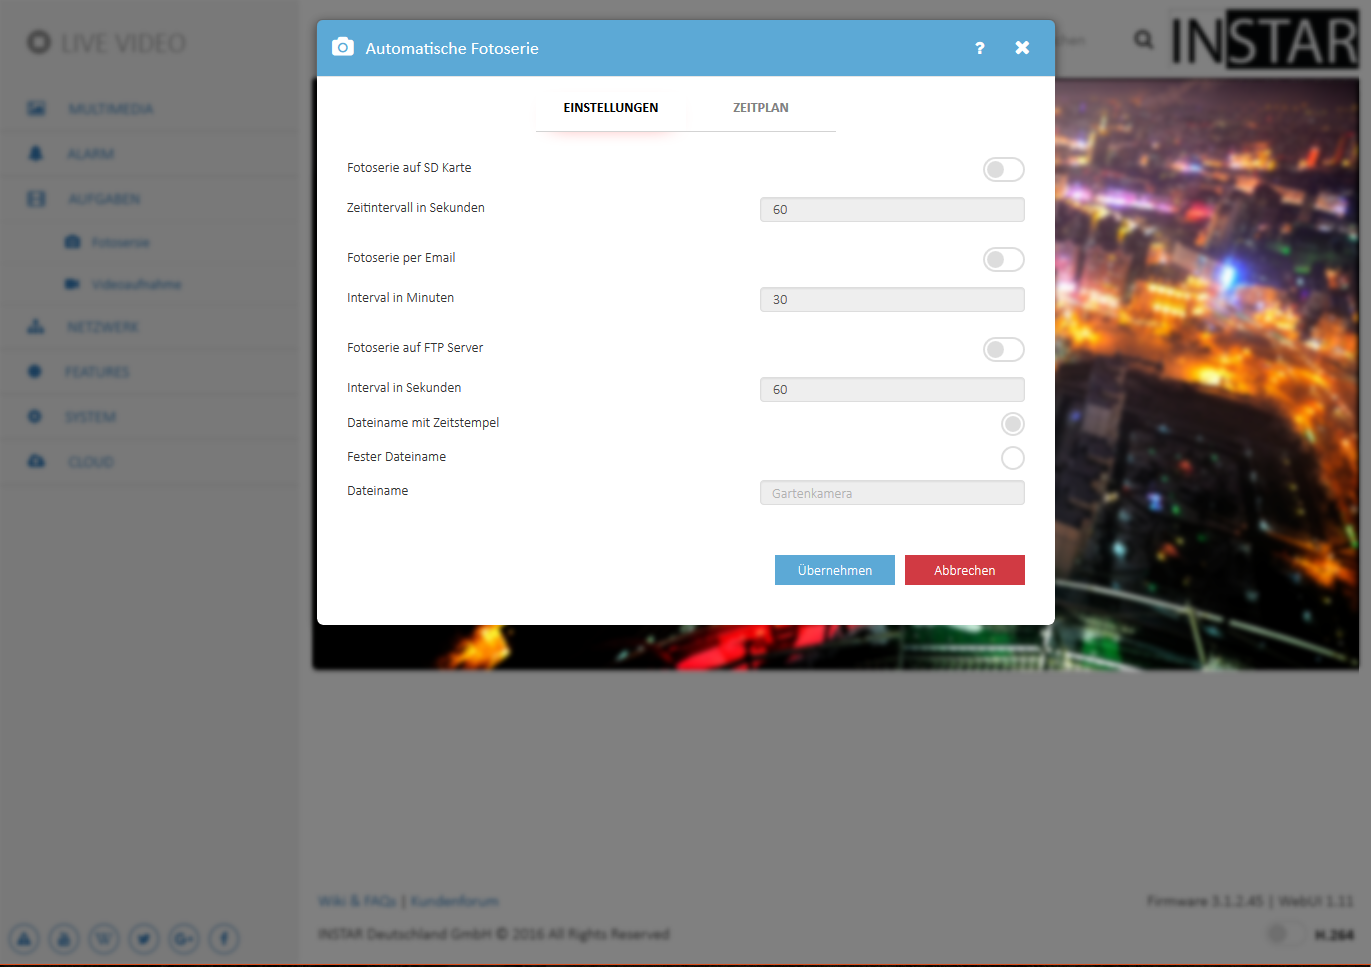 LIVE VIDEO
INSTAR
MULTIMEDIA
ALARM
AUFGABEN
Fotoserie
Videoaufnahme
NETZWERK
FEATURES
SYSTEM
CLOUD
Automatische Fotoserie
?
EINSTELLUNGEN ZEITPLAN
Fotoserie auf SD Karte
Zeitintervall in Sekunden 60
Fotoserie per Email
Interval in Minuten 30
Fotoserie auf FTP Server
Interval in Sekunden 60
Dateiname mit Zeitstempel
Fester Dateiname
Dateiname Gartenkamera
Übernehmen Abbrechen
Wiki & FAQs | Kundenforum
Firmware 3.1.2.45 | WebUI 1.11
INSTAR Deutschland GmbH © 2016 All Rights Reserved
H.264